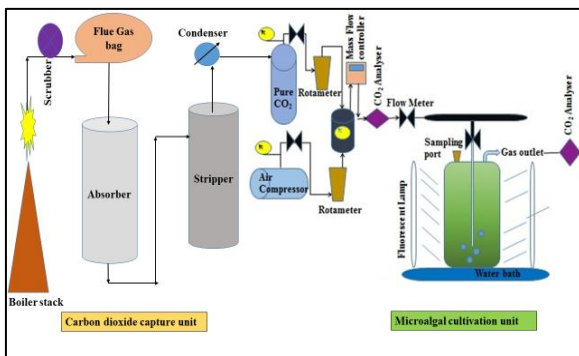 Flue Gas
bag
Scrubber
Condenser
Pure
CO₂
Rotameter
Mass Flow
controller
CO₂ Analyser
Flow Meter
CO₂ Analyser
Sampling
port
Gas outlet
Absorber
Stripper
Air
Compressor
Rotameter
Fluorescent Lamp
Water bath
Boiler stack
Carbon dioxide capture unit
Microalgal cultivation unit